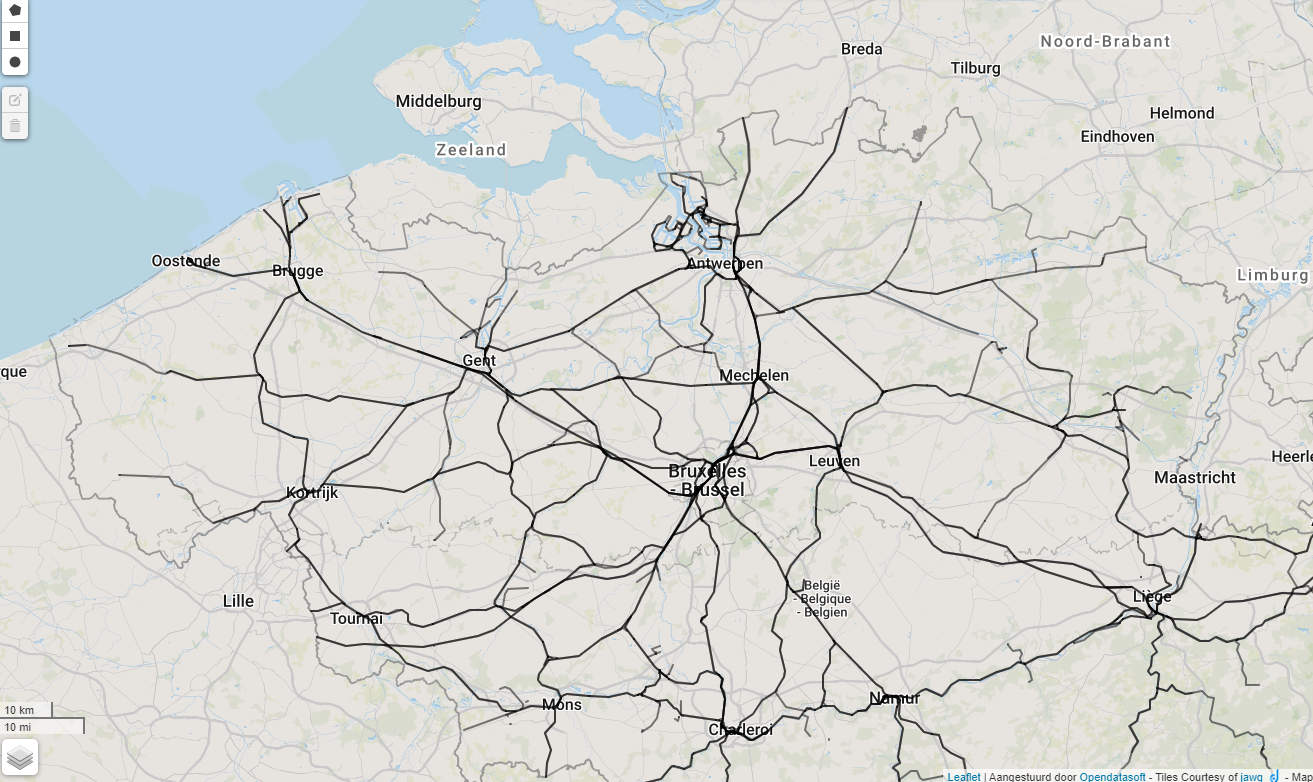 Breda
Noord-Brabant
Tilburg
Middelburg
Helmond
Eindhoven
Zeeland
Oostende
Brugge
Antwerpen
Limburg
Gent
que
Mechelen
Bruxelles
- Brussel
Leuven
Heerle
Maastricht
Kortrijk
België
- Belgique
- Belgien
Lille
Liège
Tournai
Namur
Mons
Charleroi
10 km
10 mi
Leaflet | Aangestuurd door Opendatasoft - Tiles Courtesy of jawg - Map